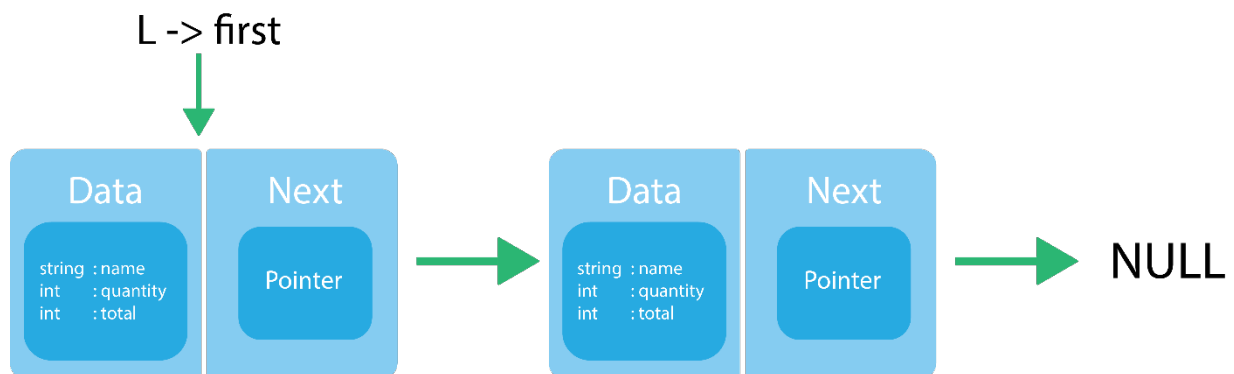 L -> first
Data
Next
string : name
int : quantity
int : total
Pointer
Data
Next
string : name
int : quantity
int : total
Pointer
NULL